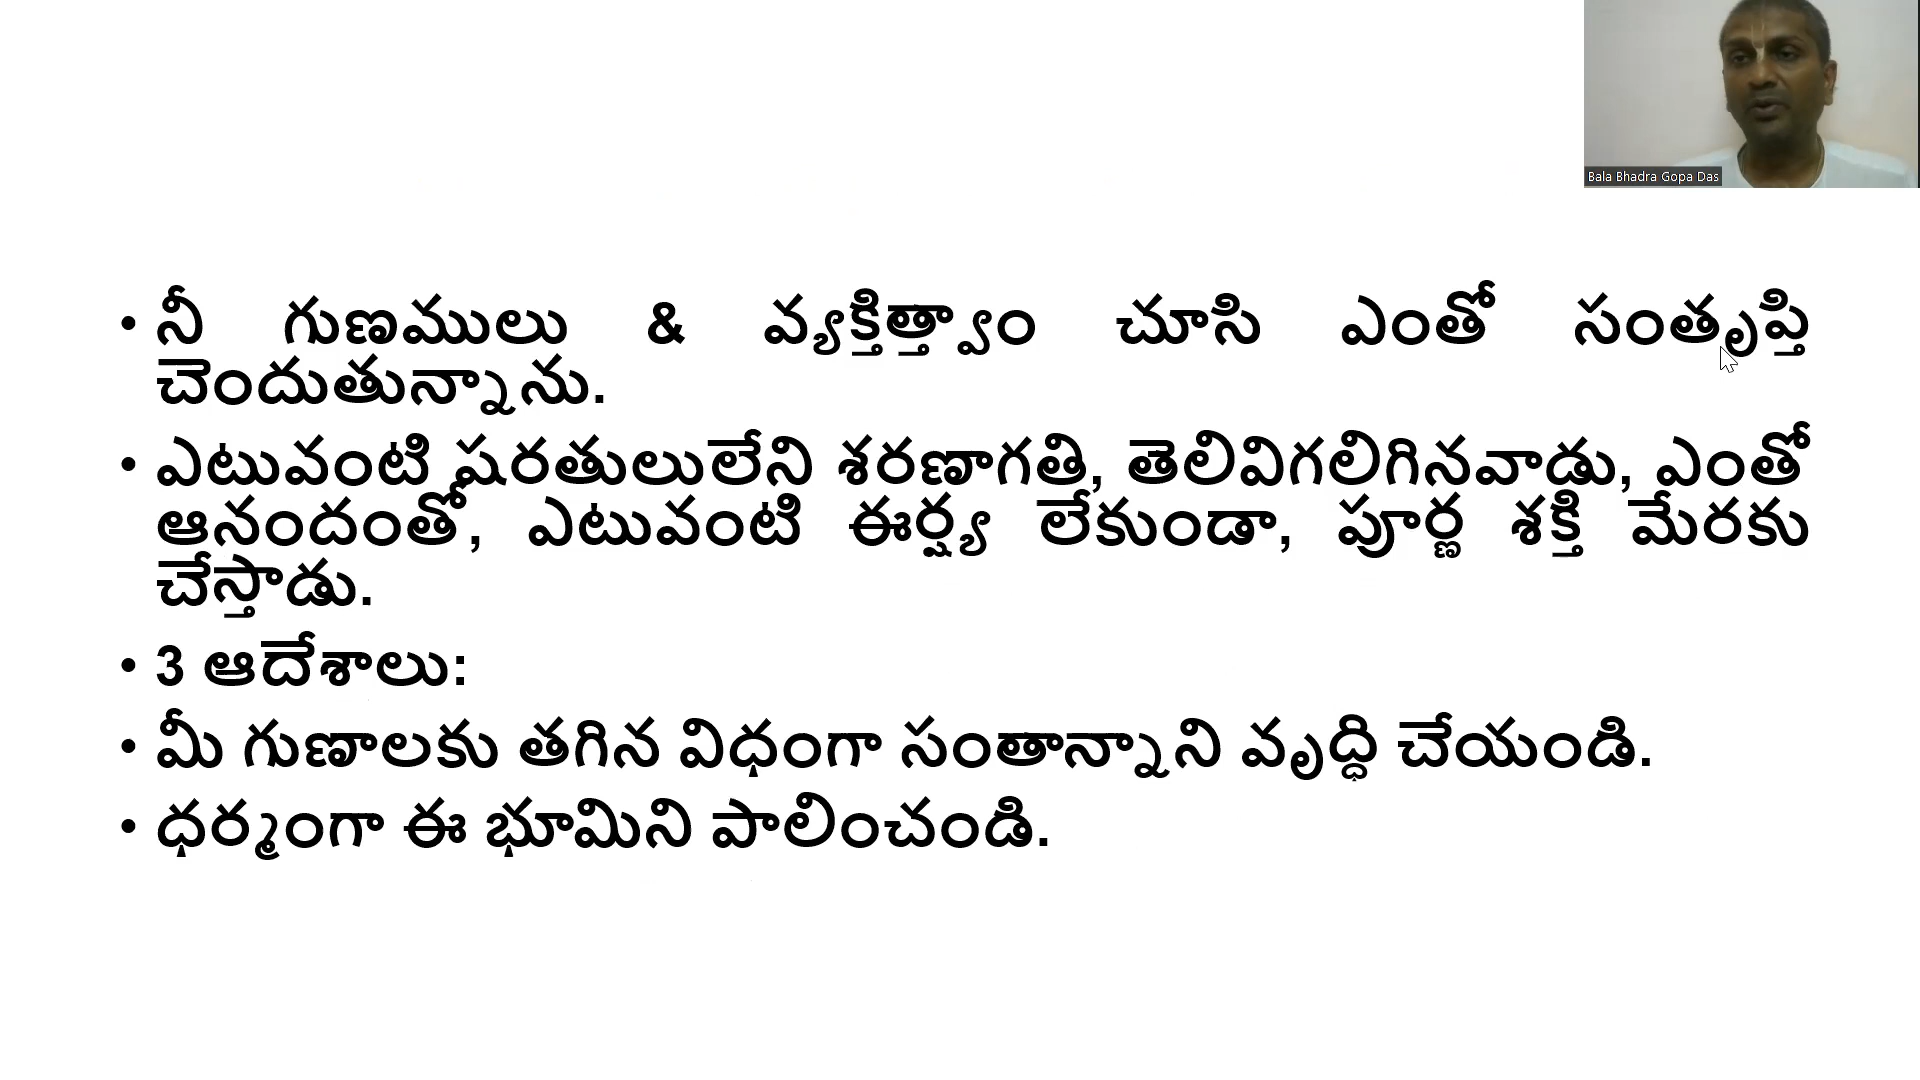 Bala Bhadra Gopa Das
• నీ గుణములు & వ్యక్తిత్త్వాం చూసి ఎంతో సంతృప్తి
చెందుతున్నాను.
• ఎటువంటి షరతులులేని శరణాగతి, తెలివిగలిగినవాడు, ఎంతో
ఆనందంతో, ఎటువంటి ఈర్ష్య లేకుండా, పూర్ణ శక్తి మేరకు
చేస్తాడు.
• 3 ఆదేశాలు:
• మీ గుణాలకు తగిన విధంగా సంతాన్నాని వృద్ధి చేయండి.
• ధర్మంగా ఈ భూమిని పాలించండి.